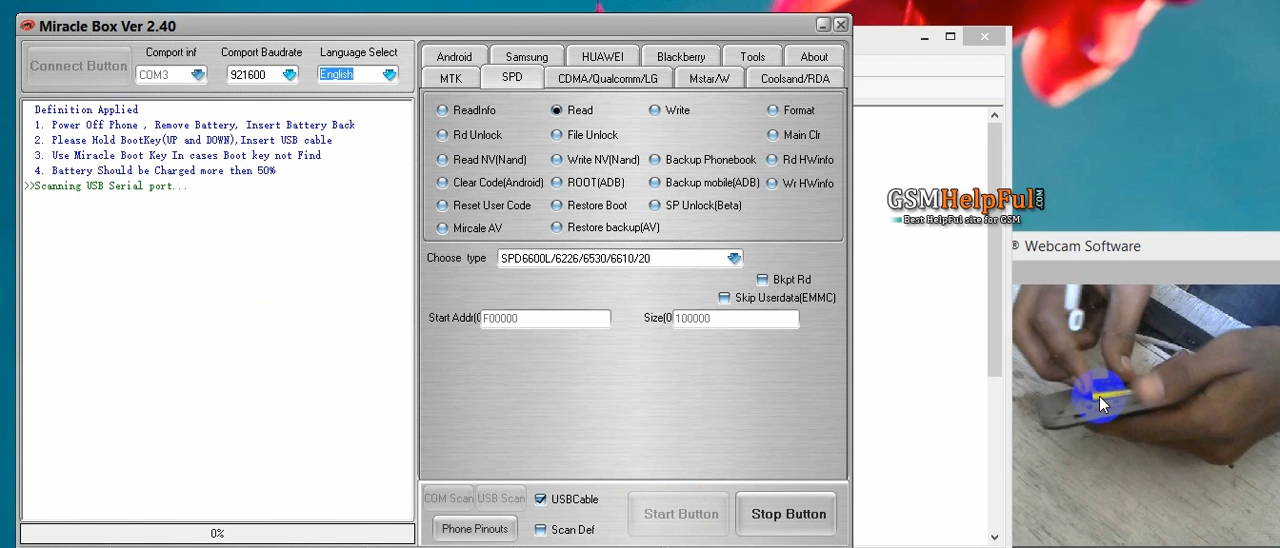 Miracle Box Ver 2.40
Connect Button
Comport inf
Comport Baudrate
Language Select
COM3
921600
English
Definition Applied
1. Power Off Phone , Remove Battery, Insert Battery Back
2. Please Hold BootKey(UP and DOWN),Insert USB cable
3. Use Miracle Boot Key In cases Boot key not Find
4. Battery Should be Charged more then 50%
>>Scanning USB Serial port...
0%
Android Samsung HUAWEI Blackberry Tools About
MTK SPD CDMA/Qualcomm/LG Mstar/W Coolsand/RDA
ReadInfo Read Write Format
Rd Unlock File Unlock Main Clr
Read NV(Nand) Write NV(Nand) Backup Phonebook Rd HWinfo
Clear Code(Android) ROOT(ADB) Backup mobile(ADB) Wr HWinfo
Reset User Code Restore Boot SP Unlock(Beta)
Mircale AV Restore backup(AV)
Choose type SPD6600L/6226/6530/6610/20
Bkpt Rd
Skip Userdata(EMMC)
Start Addr(0 F00000 Size(0 100000
COM Scan USB Scan USBCable
Start Button Stop Button
Phone Pinouts Scan Def
GSMHelpFul.COM
Best HelpFul site for GSM
® Webcam Software